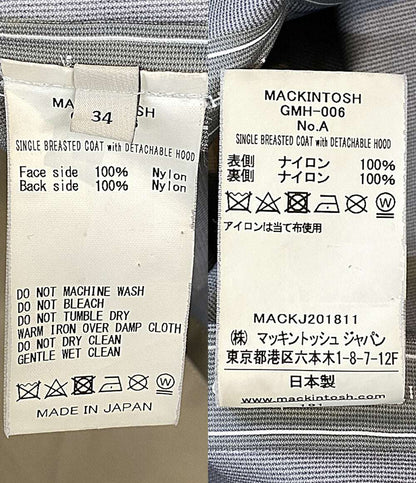 MAC
34
SINGLE BREASTED COAT with DETACHABLE HOOD
Face side 100% Nylon
Back side 100% Nylon
DO NOT MACHINE WASH
DO NOT BLEACH
DO NOT TUMBLE DRY
WARM IRON OVER DAMP CLOTH
DO NOT DRY CLEAN
GENTLE WET CLEAN
MADE IN JAPAN
MACKINTOSH
GMH-006
No.A
SINGLE BREASTED COAT with DETACHABLE HOOD
表側 ナイロン 100%
裏側 ナイロン 100%
アイロンは当て布使用
MACKJ201811
(株) マッキントッシュ ジャパン
東京都港区六本木1-8-7-12F
日本製
www.mackintosh.com